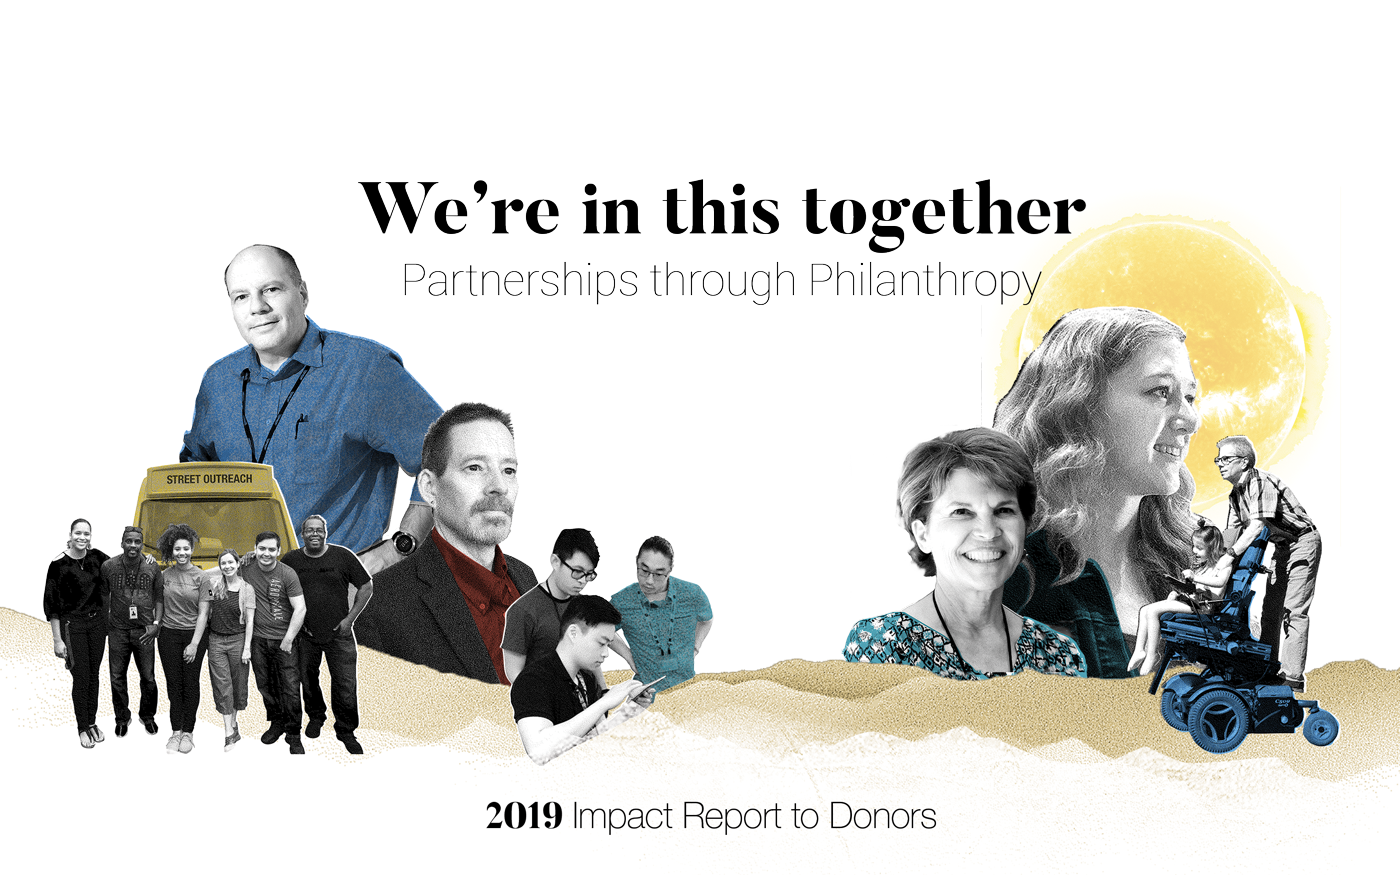 We're in this together
Partnerships through Philanthropy
STREET OUTREACH
2019 Impact Report to Donors